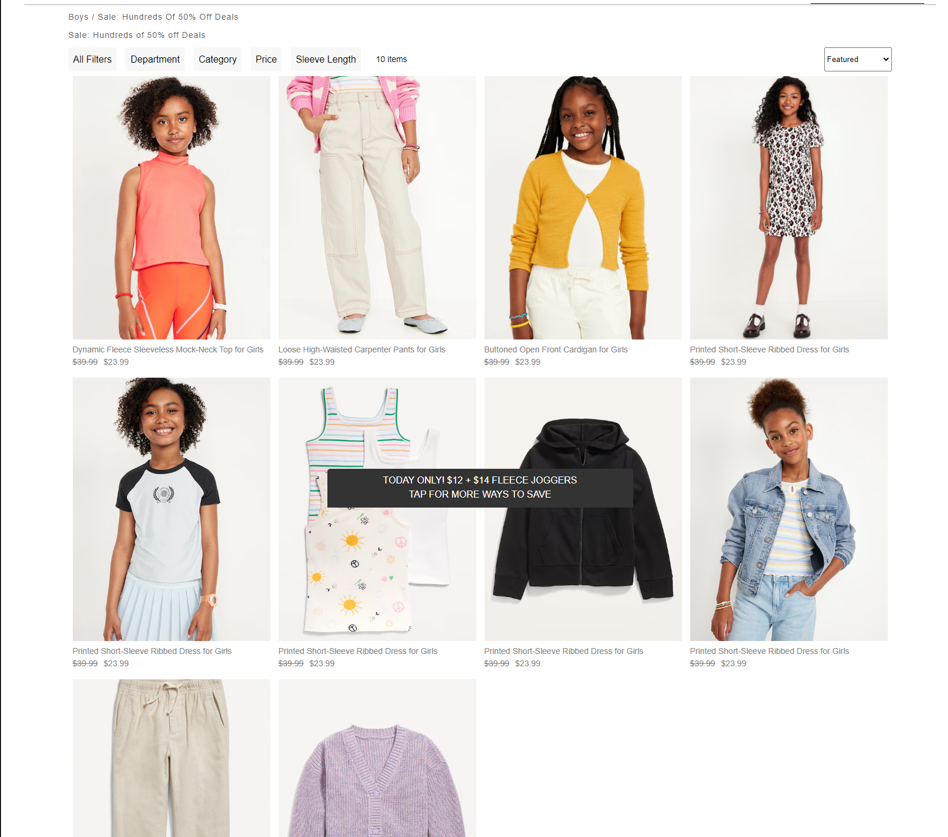 Boys / Sale: Hundreds Of 50% Off Deals
Sale: Hundreds of 50% off Deals
All Filters Department Category Price Sleeve Length 10 items Featured
Dynamic Fleece Sleeveless Mock-Neck Top for Girls
$39.99 $23.99
Loose High-Waisted Carpenter Pants for Girls
$39.99 $23.99
Buttoned Open Front Cardigan for Girls
$39.99 $23.99
Printed Short-Sleeve Ribbed Dress for Girls
$39.99 $23.99
TODAY ONLY! $12 + $14 FLEECE JOGGERS
TAP FOR MORE WAYS TO SAVE
Printed Short-Sleeve Ribbed Dress for Girls
$39.99 $23.99
Printed Short-Sleeve Ribbed Dress for Girls
$39.99 $23.99
Printed Short-Sleeve Ribbed Dress for Girls
$39.99 $23.99
Printed Short-Sleeve Ribbed Dress for Girls
$39.99 $23.99